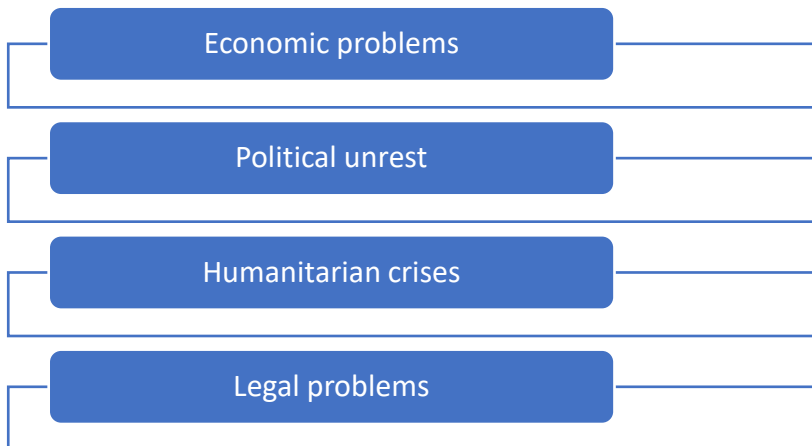 Economic problems
Political unrest
Humanitarian crises
Legal problems